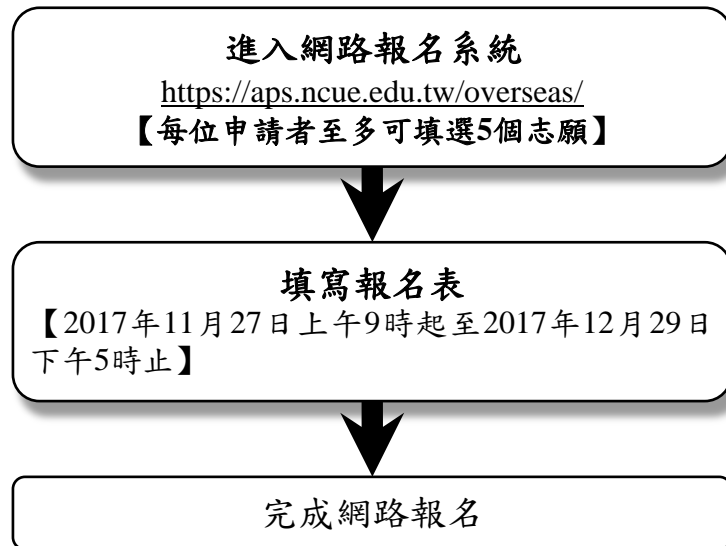 進入網路報名系統
https://aps.ncue.edu.tw/overseas/
【每位申請者至多可填選5個志願】
填寫報名表
【2017年11月27日上午9時起至2017年12月29日
下午5時止】
完成網路報名